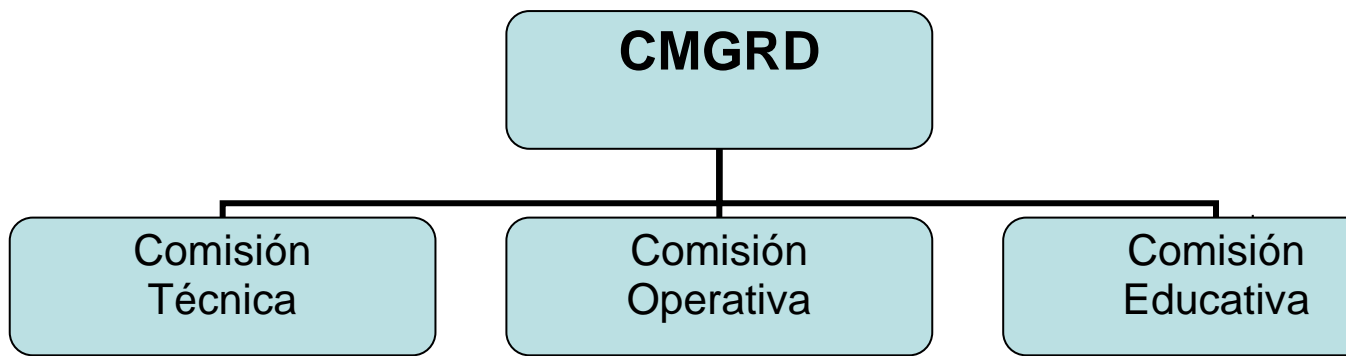 CMGRD
Comisión
Técnica
Comisión
Operativa
Comisión
Educativa